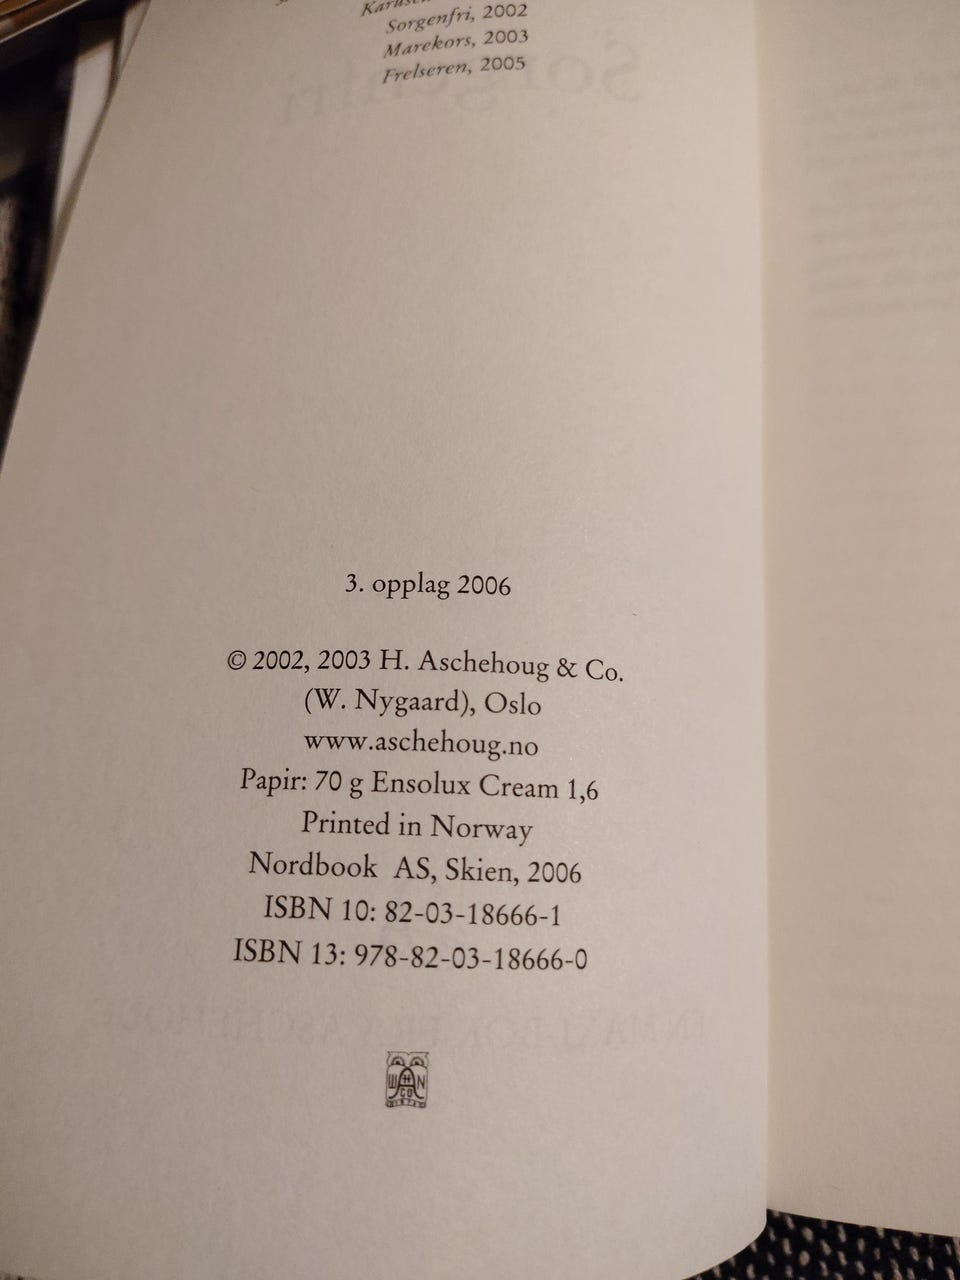 Sorgenfri, 2002
Marekors, 2003
Frelseren, 2005
3. opplag 2006
© 2002, 2003 H. Aschehoug & Co.
(W. Nygaard), Oslo
www.aschehoug.no
Papir: 70 g Ensolux Cream 1,6
Printed in Norway
Nordbook AS, Skien, 2006
ISBN 10: 82-03-18666-1
ISBN 13: 978-82-03-18666-0